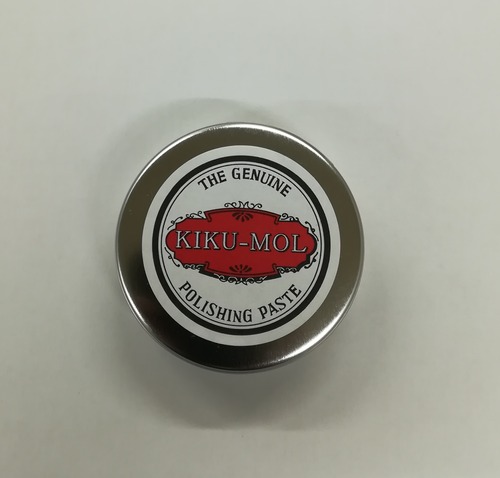 THE GENUINE
KIKU-MOL
POLISHING PASTE